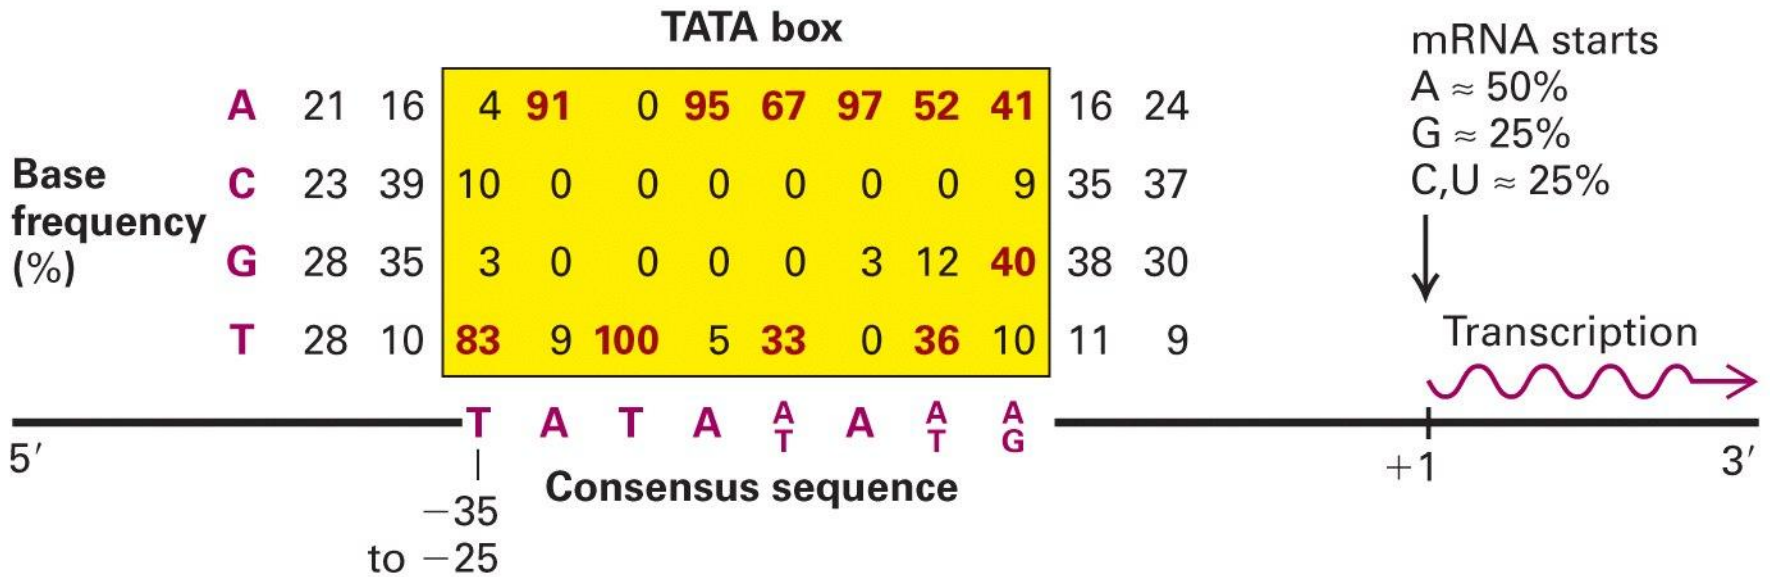 TATA box
mRNA starts
A ≈ 50%
G ≈ 25%
C,U ≈ 25%
Base
frequency
(%)
A 21 16 4 91 0 95 67 97 52 41 16 24
C 23 39 10 0 0 0 0 0 0 9 35 37
G 28 35 3 0 0 0 0 3 12 40 38 30
T 28 10 83 9 100 5 33 0 36 10 11 9
Transcription
T A T A A/T A A/T A/G
5′
+1
3′
Consensus sequence
−35
to −25